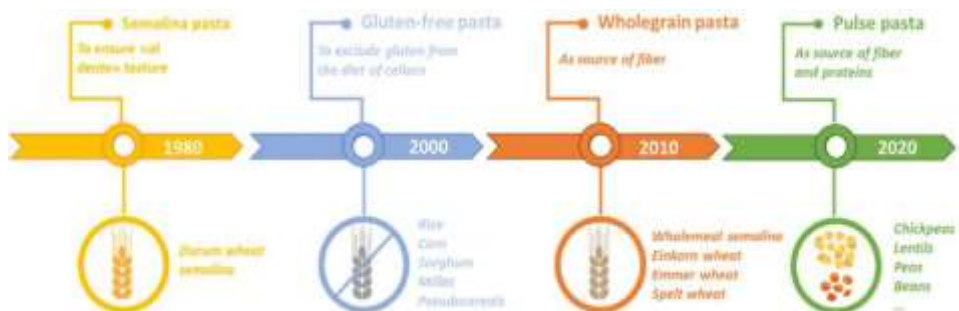 Semolina pasta
To ensure «al
dente» texture
1980
Durum wheat
semolina
Gluten-free pasta
To exclude gluten from
the diet of celiacs
2000
Rice
Corn
Sorghum
Millet
Pseudocereals
Wholegrain pasta
As source of fiber
2010
Wholemeal semolina
Einkorn wheat
Emmer wheat
Spelt wheat
Pulse pasta
As source of fiber
and proteins
2020
Chickpeas
Lentils
Peas
Beans
...